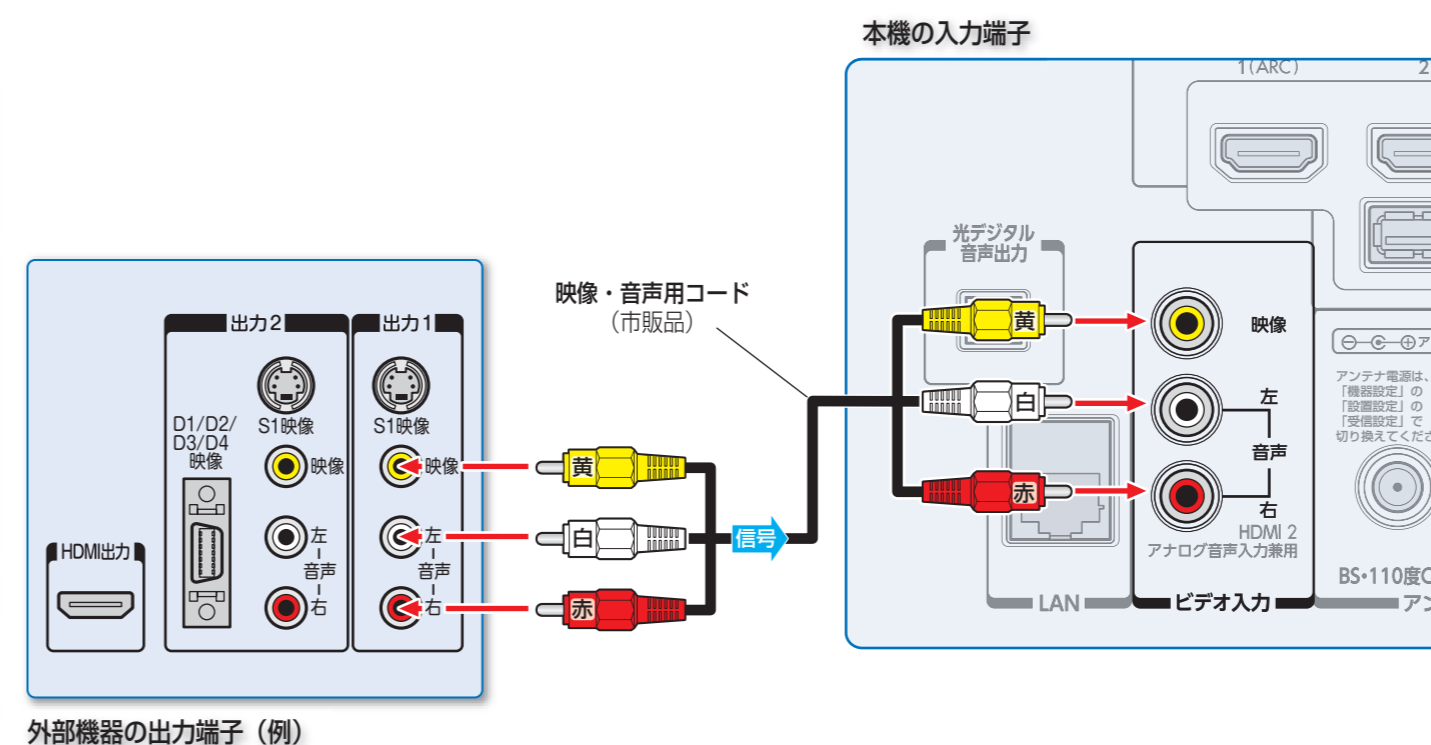 本機の入力端子
1(ARC)
2
光デジタル
音声出力
映像・音声用コード
(市販品)
出力2
出力1
D1/D2/
D3/D4
映像
S1映像
S1映像
映像
映像
左
音声
右
左
音声
右
HDMI出力
黄
白
赤
信号
黄
白
赤
映像
左
音声
右
HDMI 2
アナログ音声入力兼用
LAN
ビデオ入力
アンテナ電源は、
「機器設定」の
「設置設定」の
「受信設定」で
切り換えてくださ
BS・110度C
アン
外部機器の出力端子(例)